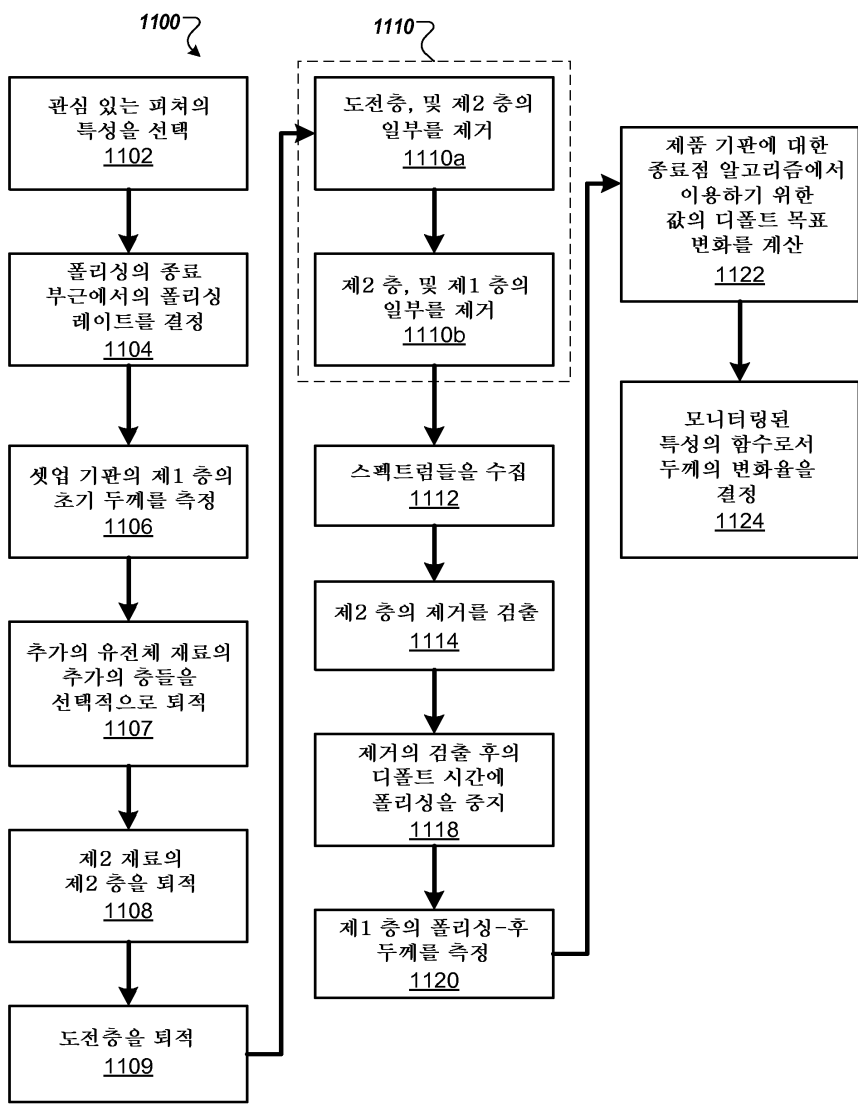 1100
관심 있는 피쳐의
특성을 선택
1102
폴리싱의 종료
부근에서의 폴리싱
레이트를 결정
1104
셋업 기판의 제1 층의
초기 두께를 측정
1106
추가의 유전체 재료의
추가의 층들을
선택적으로 퇴적
1107
제2 재료의
제2 층을 퇴적
1108
도전층을 퇴적
1109
1110
도전층, 및 제2 층의
일부를 제거
1110a
제2 층, 및 제1 층의
일부를 제거
1110b
스펙트럼들을 수집
1112
제2 층의 제거를 검출
1114
제거의 검출 후의
디폴트 시간에
폴리싱을 중지
1118
제1 층의 폴리싱-후
두께를 측정
1120
제품 기판에 대한
종료점 알고리즘에서
이용하기 위한
값의 디폴트 목표
변화를 계산
1122
모니터링된
특성의 함수로서
두께의 변화율을
결정
1124